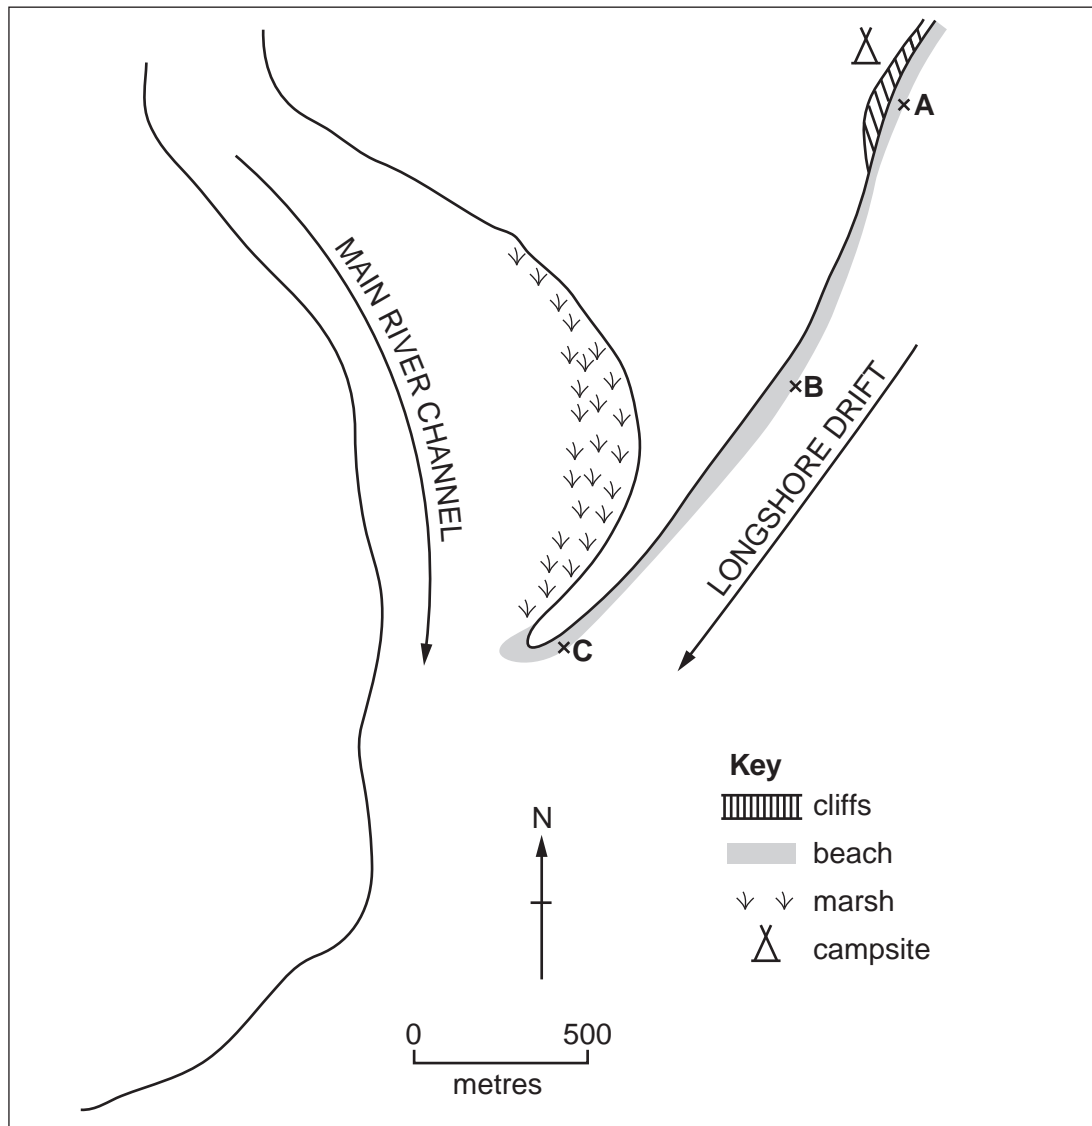 A
MAIN RIVER CHANNEL
B
LONGSHORE DRIFT
C
Key
cliffs
N
beach
marsh
campsite
0 500
metres